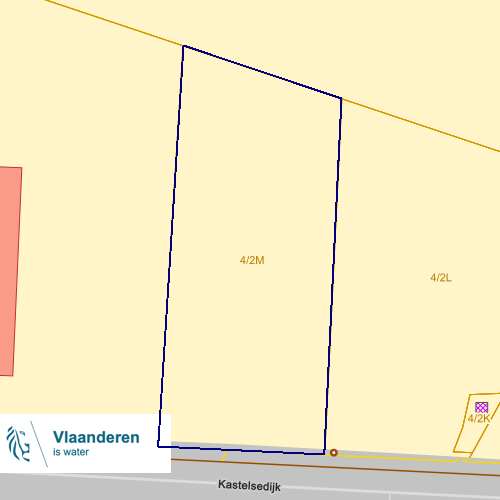 4/2M
4/2L
4/2K
Vlaanderen
is water
Kastelsedijk